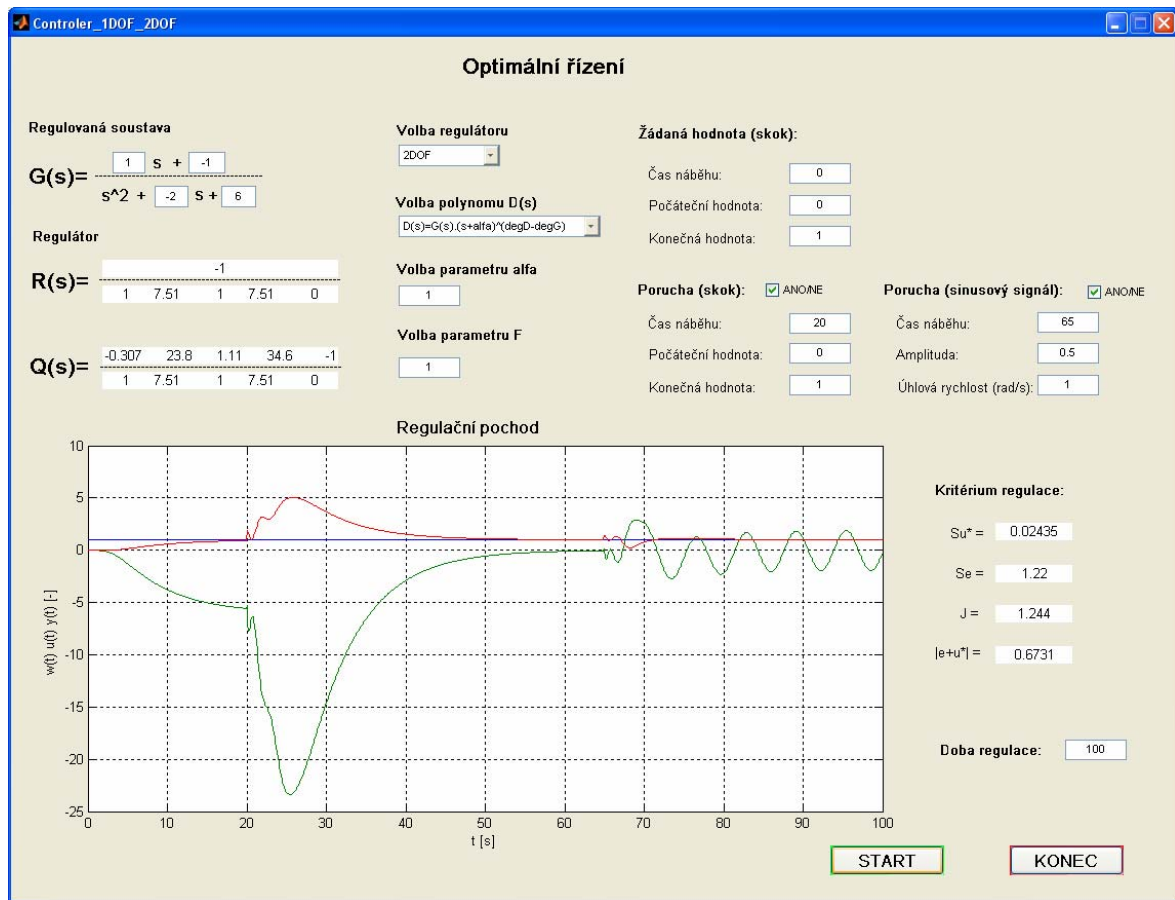 Controler_1DOF_2DOF
Optimální řízení
Regulovaná soustava
G(s)=
1 s + -1
s^2 + -2 s + 6
Regulátor
R(s)=
-1
1 7.51 1 7.51 0
Q(s)=
-0.307 23.8 1.11 34.6 -1
1 7.51 1 7.51 0
Volba regulátoru
2DOF
Volba polynomu D(s)
D(s)=G(s).(s+alfa)^(degD-degG)
Volba parametru alfa
1
Volba parametru F
1
Žádaná hodnota (skok):
Čas náběhu: 0
Počáteční hodnota: 0
Konečná hodnota: 1
Porucha (skok): ANO/NE
Čas náběhu: 20
Počáteční hodnota: 0
Konečná hodnota: 1
Porucha (sinusový signál): ANO/NE
Čas náběhu: 65
Amplituda: 0.5
Úhlová rychlost (rad/s): 1
Regulační pochod
10
5
0
-5
-10
-15
-20
-25
w(t) u(t) y(t) [-]
0 10 20 30 40 50 60 70 80 90 100
t [s]
Kritérium regulace:
Su* = 0.02435
Se = 1.22
J = 1.244
|e+u*| = 0.6731
Doba regulace: 100
START
KONEC